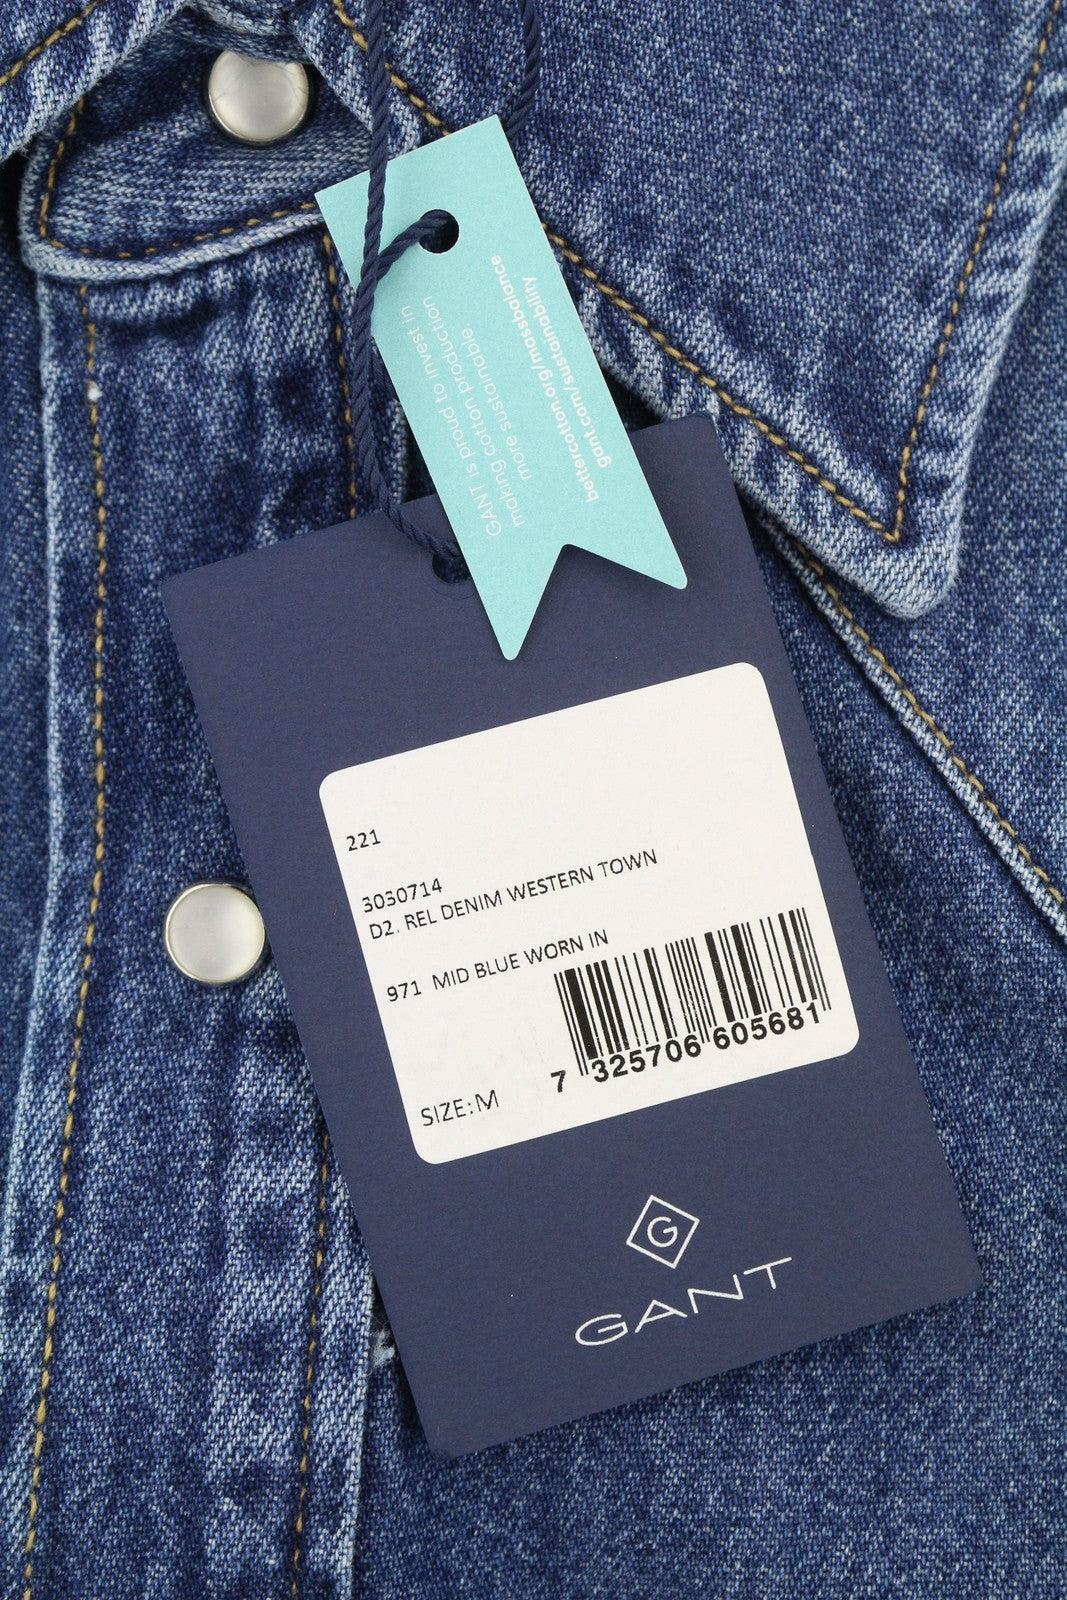 GANT is proud to invest in
making cotton production
more sustainable.
bettercotton.org/massbalance
gant.com/sustainability
221
3030714
D2. REL DENIM WESTERN TOWN
971 MID BLUE WORN IN
7 325706 605681
SIZE: M
G
GANT